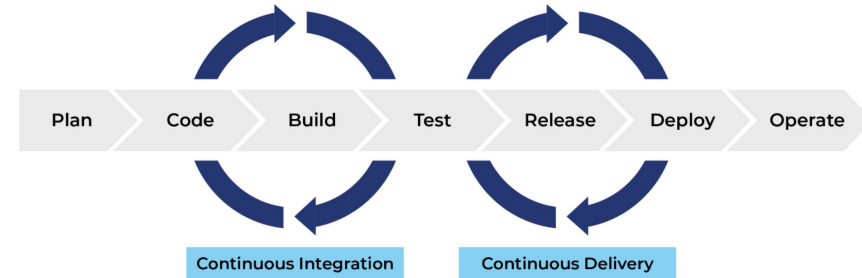 Plan Code Build Test Release Deploy Operate
Continuous Integration Continuous Delivery